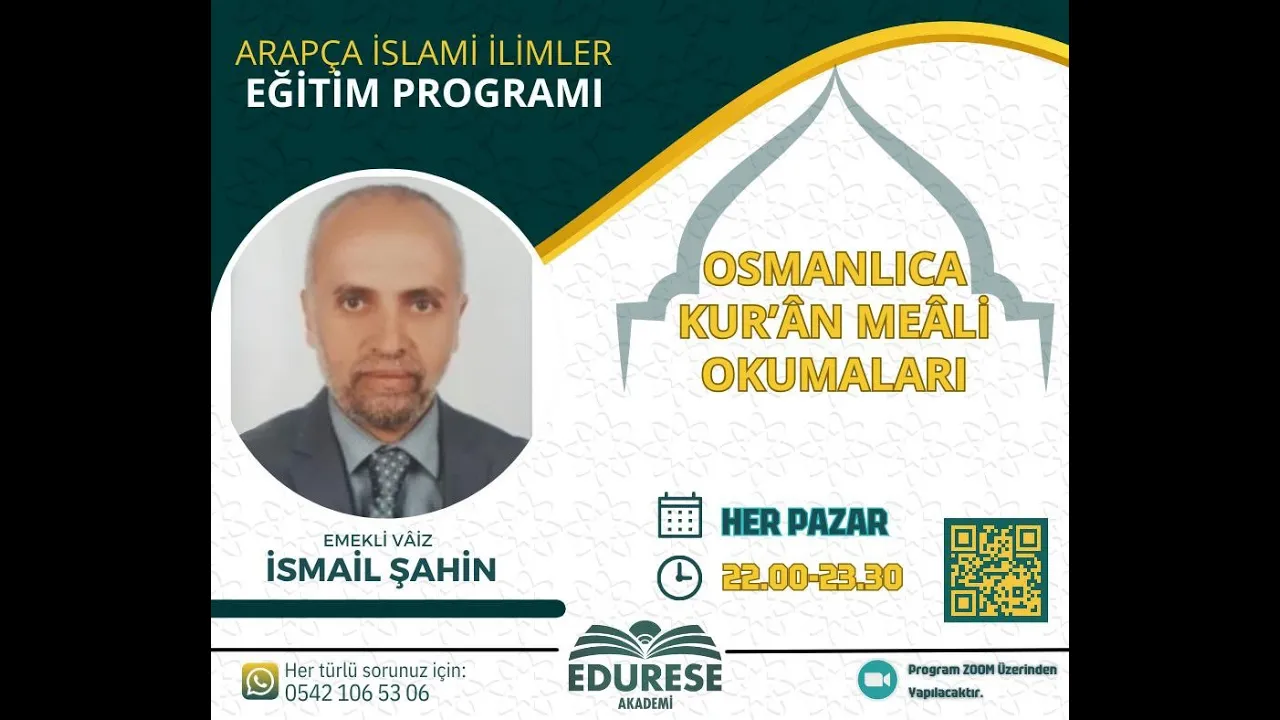 ARAPÇA İSLAMİ İLİMLER
EĞİTİM PROGRAMI
OSMANLICA
KUR’ÂN MEÂLİ
OKUMALARI
EMEKLİ VÂİZ
İSMAİL ŞAHİN
HER PAZAR
22.00-23.30
Her türlü sorunuz için:
0542 106 53 06
EDURESE
AKADEMİ
Program ZOOM Üzerinden
Yapılacaktır.